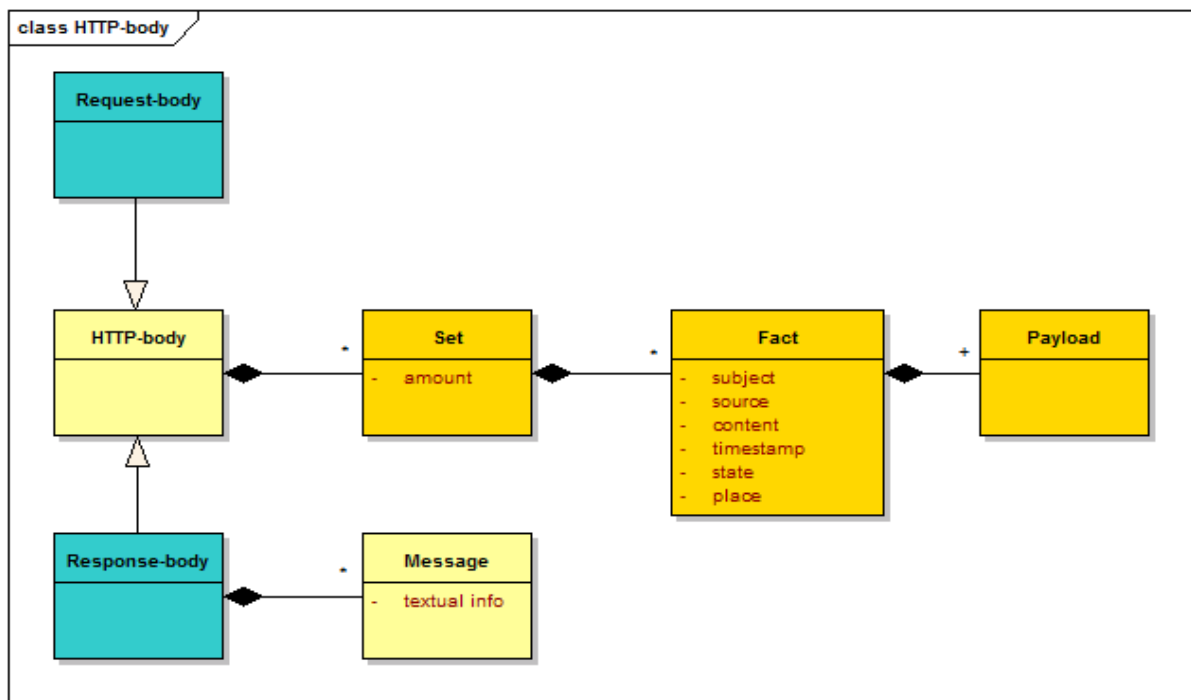 class HTTP-body
Request-body
HTTP-body
*
Set
- amount
*
Fact
- subject
- source
- content
- timestamp
- state
- place
+
Payload
Response-body
*
Message
- textual info